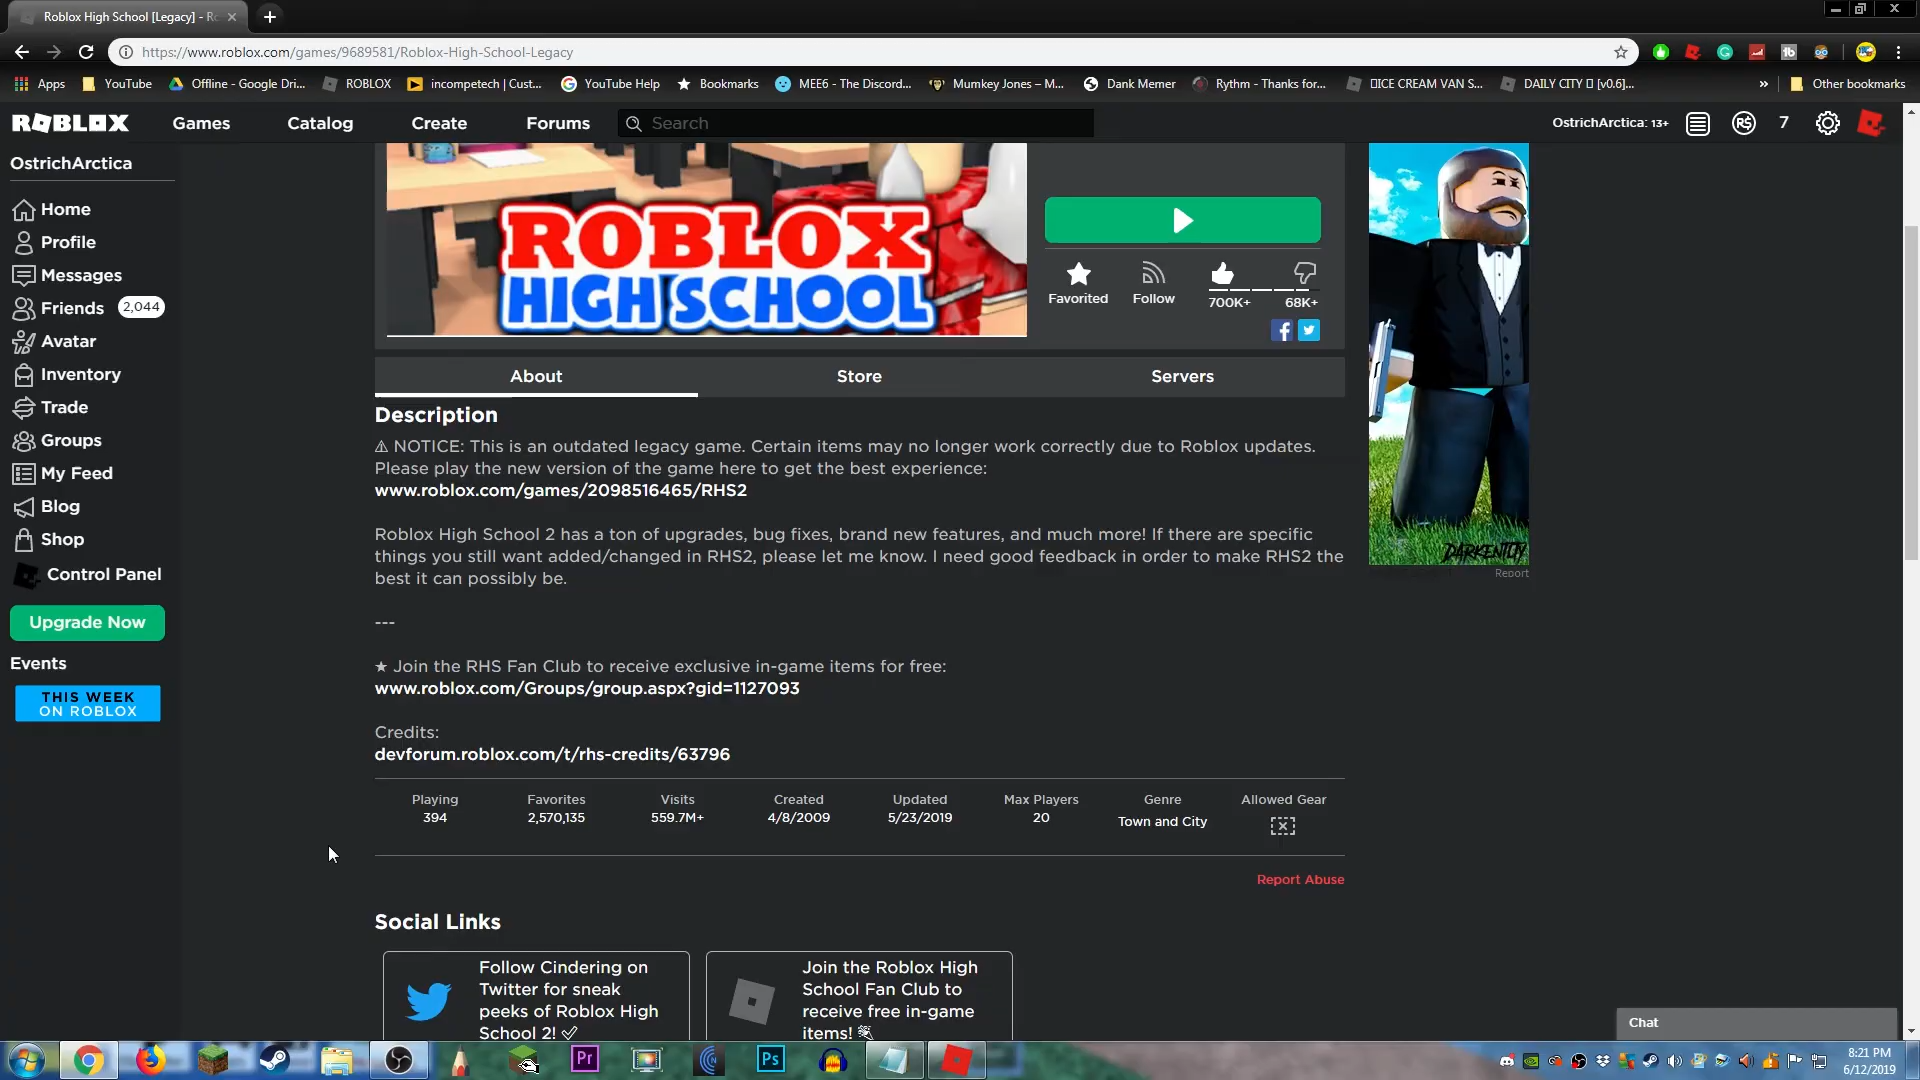 Roblox High School [Legacy] - Ro
https://www.roblox.com/games/9689581/Roblox-High-School-Legacy
Apps YouTube Offline - Google Dri... ROBLOX incompetech | Cust... YouTube Help Bookmarks MEE6 - The Discord... Mumkey Jones – M... Dank Memer Rythm - Thanks for... ICE CREAM VAN S... DAILY CITY [v0.6]... » Other bookmarks
ROBLOX Games Catalog Create Forums Search OstrichArctica: 13+ 7
OstrichArctica
Home
Profile
Messages
Friends 2,044
Avatar
Inventory
Trade
Groups
My Feed
Blog
Shop
Control Panel
Upgrade Now
Events
THIS WEEK
ON ROBLOX
ROBLOX
HIGH SCHOOL
Favorited Follow 700K+ 68K+
DARKENTOY
Report
About Store Servers
Description
⚠ NOTICE: This is an outdated legacy game. Certain items may no longer work correctly due to Roblox updates.
Please play the new version of the game here to get the best experience:
www.roblox.com/games/2098516465/RHS2
Roblox High School 2 has a ton of upgrades, bug fixes, brand new features, and much more! If there are specific
things you still want added/changed in RHS2, please let me know. I need good feedback in order to make RHS2 the
best it can possibly be.
---
★ Join the RHS Fan Club to receive exclusive in-game items for free:
www.roblox.com/Groups/group.aspx?gid=1127093
Credits:
devforum.roblox.com/t/rhs-credits/63796
Playing Favorites Visits Created Updated Max Players Genre Allowed Gear
394 2,570,135 559.7M+ 4/8/2009 5/23/2019 20 Town and City
Report Abuse
Social Links
Follow Cindering on
Twitter for sneak
peeks of Roblox High
School 2! ✅
Join the Roblox High
School Fan Club to
receive free in-game
items!
Chat
Pr
Ps
8:21 PM
6/12/2019